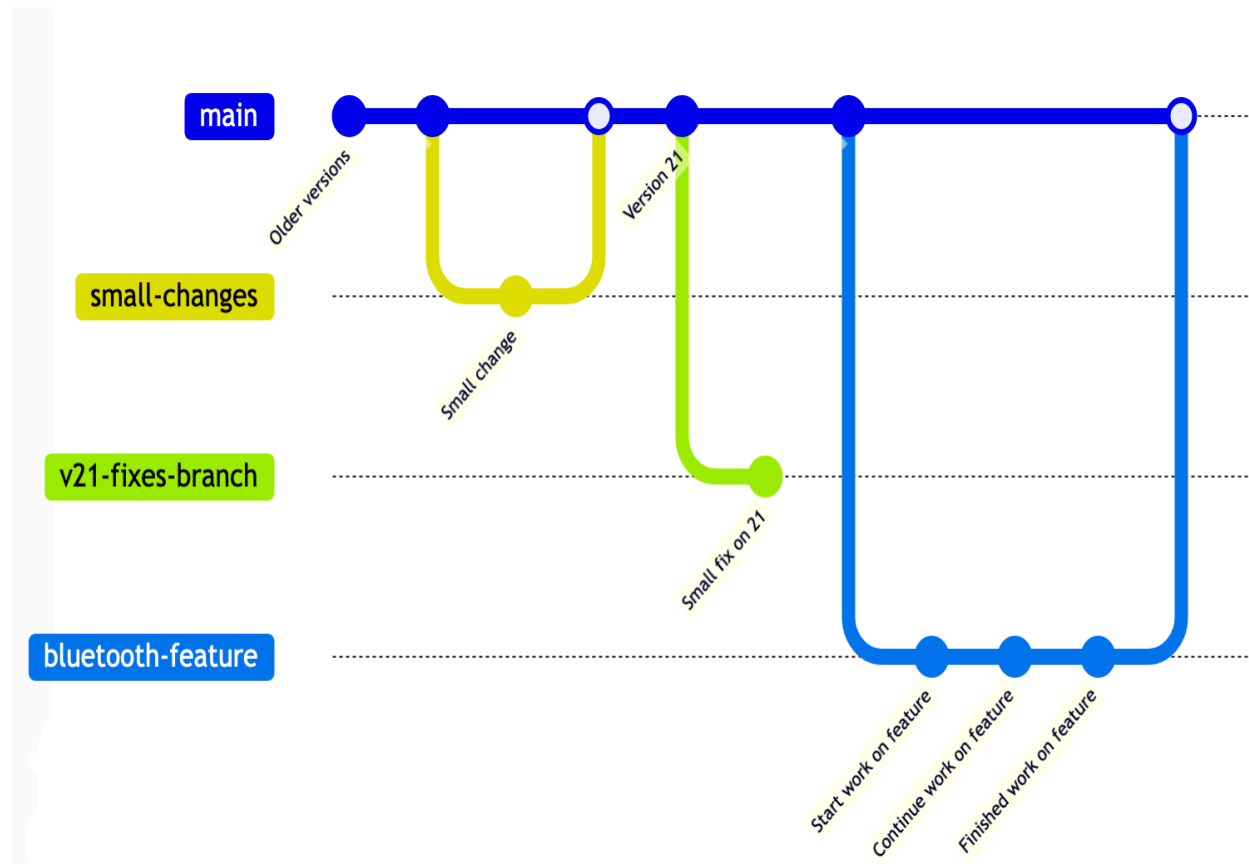 main
Older versions
Version 21
small-changes
Small change
v21-fixes-branch
Small fix on 21
bluetooth-feature
Start work on feature
Continue work on feature
Finished work on feature